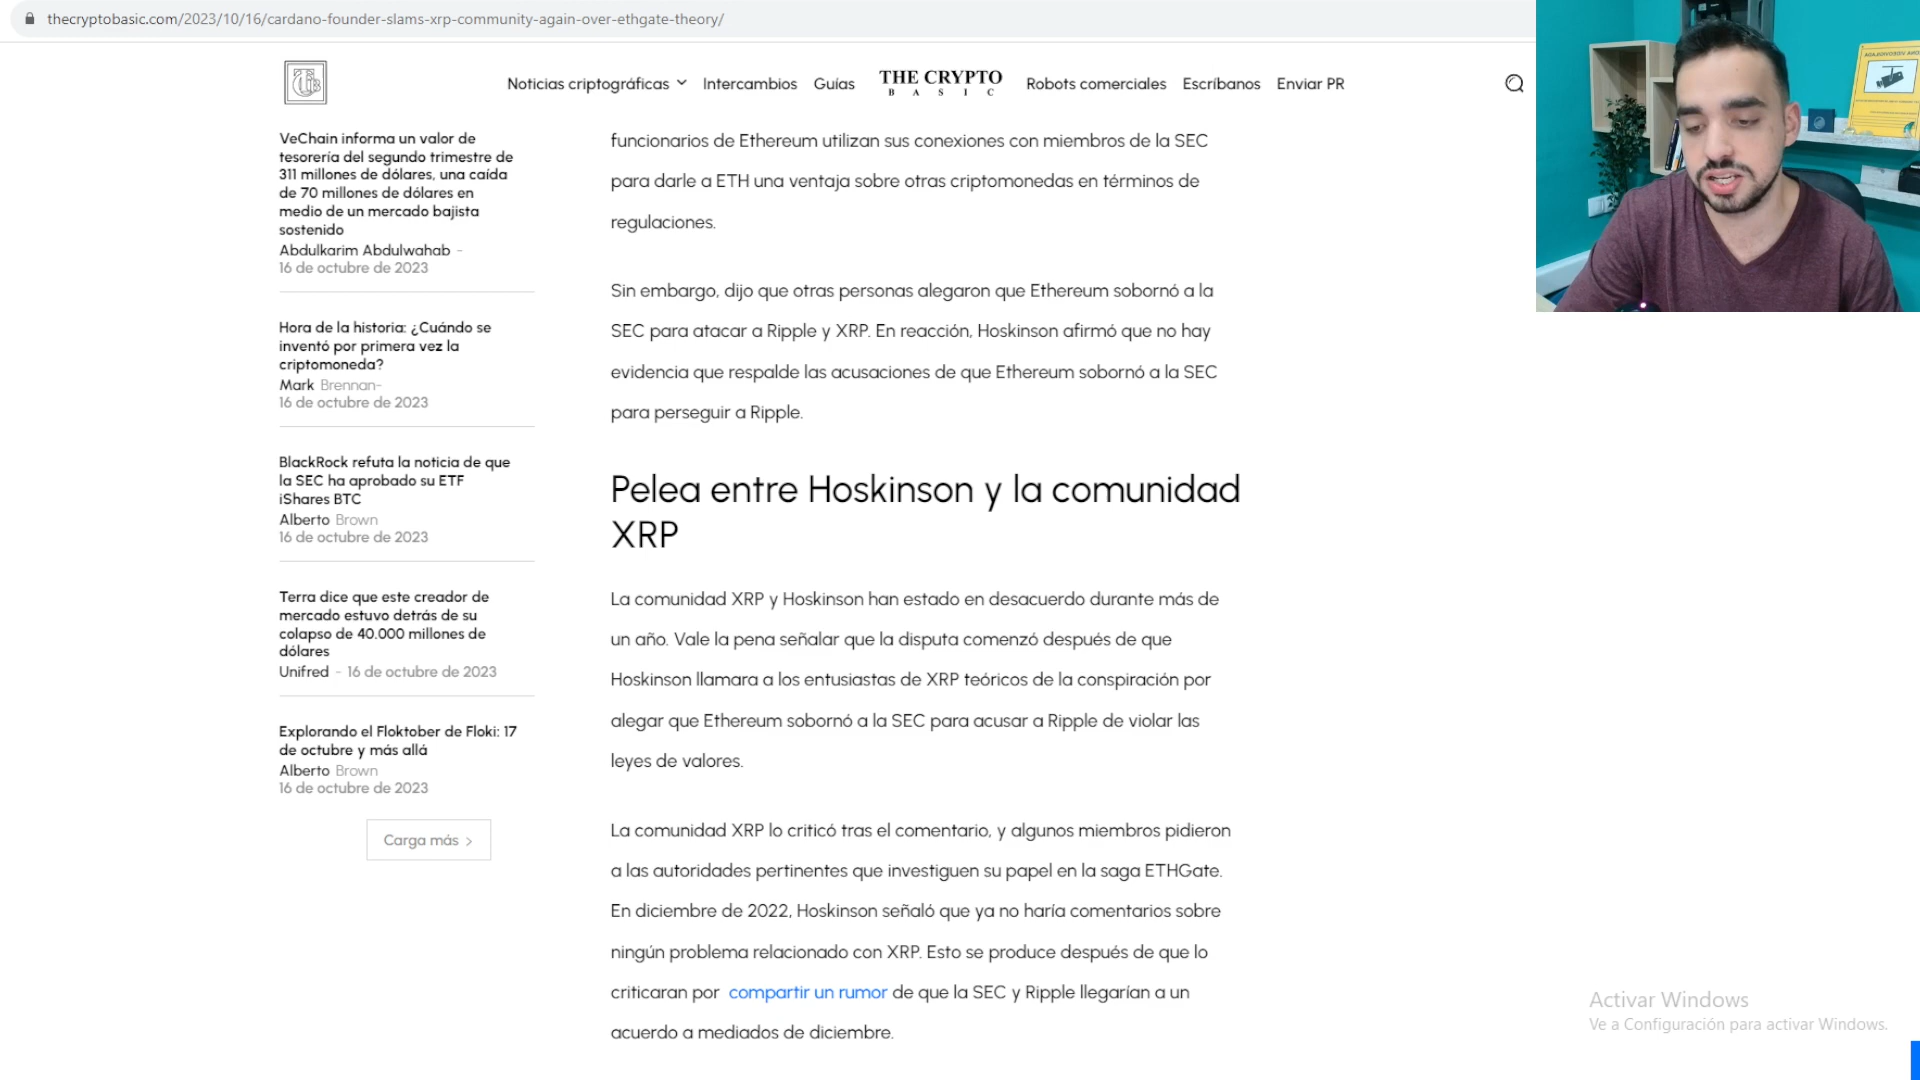 thecryptobasic.com/2023/10/16/cardano-founder-slams-xrp-community-again-over-ethgate-theory/
Noticias criptográficas
Intercambios
Guías
THE CRYPTO
BASIC
Robots comerciales
Escríbanos
Enviar PR
VeChain informa un valor de
tesorería del segundo trimestre de
311 millones de dólares, una caída
de 70 millones de dólares en
medio de un mercado bajista
sostenido
Abdulkarim Abdulwahab -
16 de octubre de 2023
Hora de la historia: ¿Cuándo se
inventó por primera vez la
criptomoneda?
Mark Brennan-
16 de octubre de 2023
BlackRock refuta la noticia de que
la SEC ha aprobado su ETF
iShares BTC
Alberto Brown
16 de octubre de 2023
Terra dice que este creador de
mercado estuvo detrás de su
colapso de 40.000 millones de
dólares
Unifred - 16 de octubre de 2023
Explorando el Floktober de Floki: 17
de octubre y más allá
Alberto Brown
16 de octubre de 2023
Carga más
funcionarios de Ethereum utilizan sus conexiones con miembros de la SEC
para darle a ETH una ventaja sobre otras criptomonedas en términos de
regulaciones.
Sin embargo, dijo que otras personas alegaron que Ethereum sobornó a la
SEC para atacar a Ripple y XRP. En reacción, Hoskinson afirmó que no hay
evidencia que respalde las acusaciones de que Ethereum sobornó a la SEC
para perseguir a Ripple.
Pelea entre Hoskinson y la comunidad
XRP
La comunidad XRP y Hoskinson han estado en desacuerdo durante más de
un año. Vale la pena señalar que la disputa comenzó después de que
Hoskinson llamara a los entusiastas de XRP teóricos de la conspiración por
alegar que Ethereum sobornó a la SEC para acusar a Ripple de violar las
leyes de valores.
La comunidad XRP lo criticó tras el comentario, y algunos miembros pidieron
a las autoridades pertinentes que investiguen su papel en la saga ETHGate.
En diciembre de 2022, Hoskinson señaló que ya no haría comentarios sobre
ningún problema relacionado con XRP. Esto se produce después de que lo
criticaran por compartir un rumor de que la SEC y Ripple llegarían a un
acuerdo a mediados de diciembre.
Activar Windows
Ve a Configuración para activar Windows.